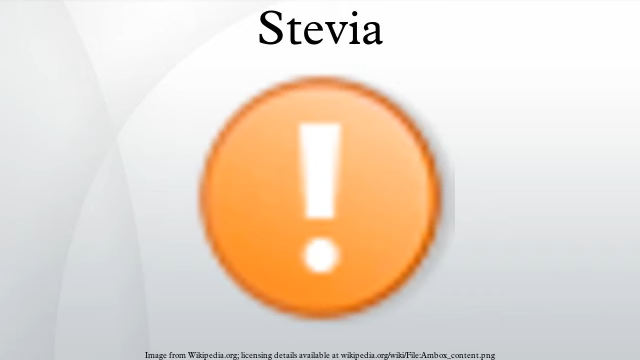 Stevia
!
Image from Wikipedia.org; licensing details available at wikipedia.org/wiki/File:Ambox_content.png